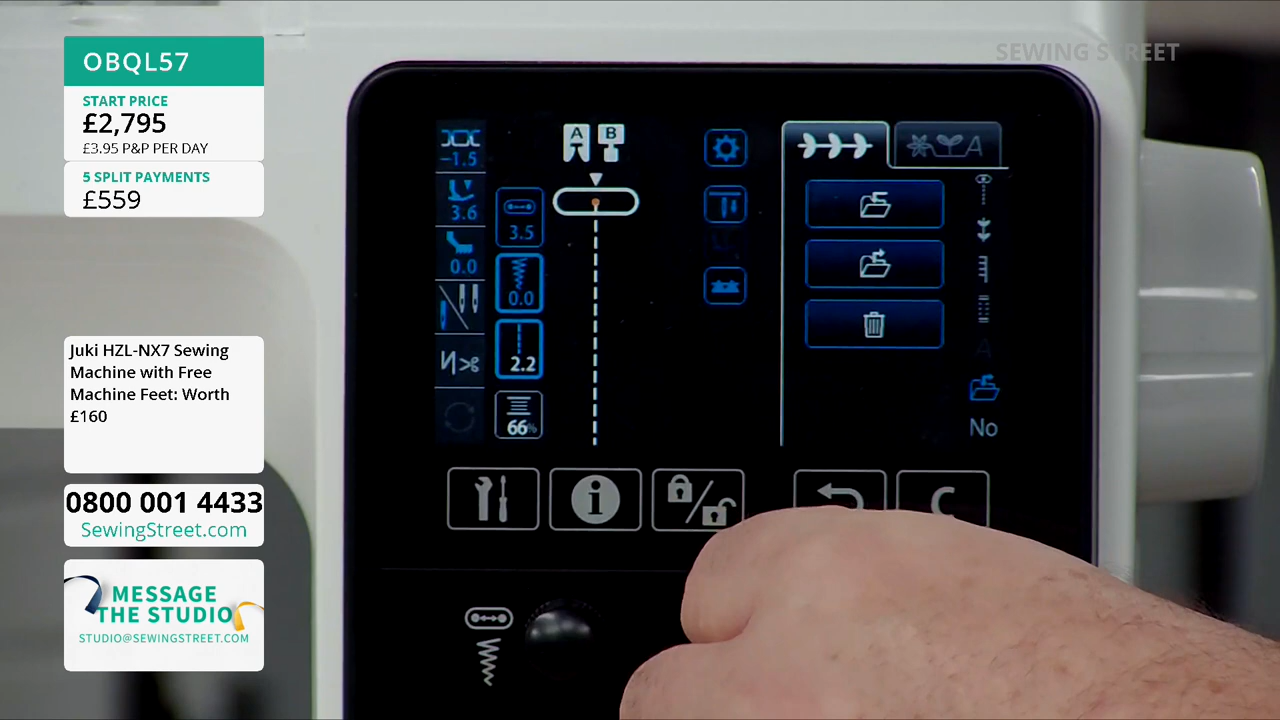 SEWING STREET
OBQL57
START PRICE
£2,795
£3.95 P&P PER DAY
5 SPLIT PAYMENTS
£559
Juki HZL-NX7 Sewing
Machine with Free
Machine Feet: Worth
£160
0800 001 4433
SewingStreet.com
MESSAGE
THE STUDIO
STUDIO@SEWINGSTREET.COM
-1.5
3.6
0.0
3.5
0.0
2.2
66%
A B
A
A
No
i
C